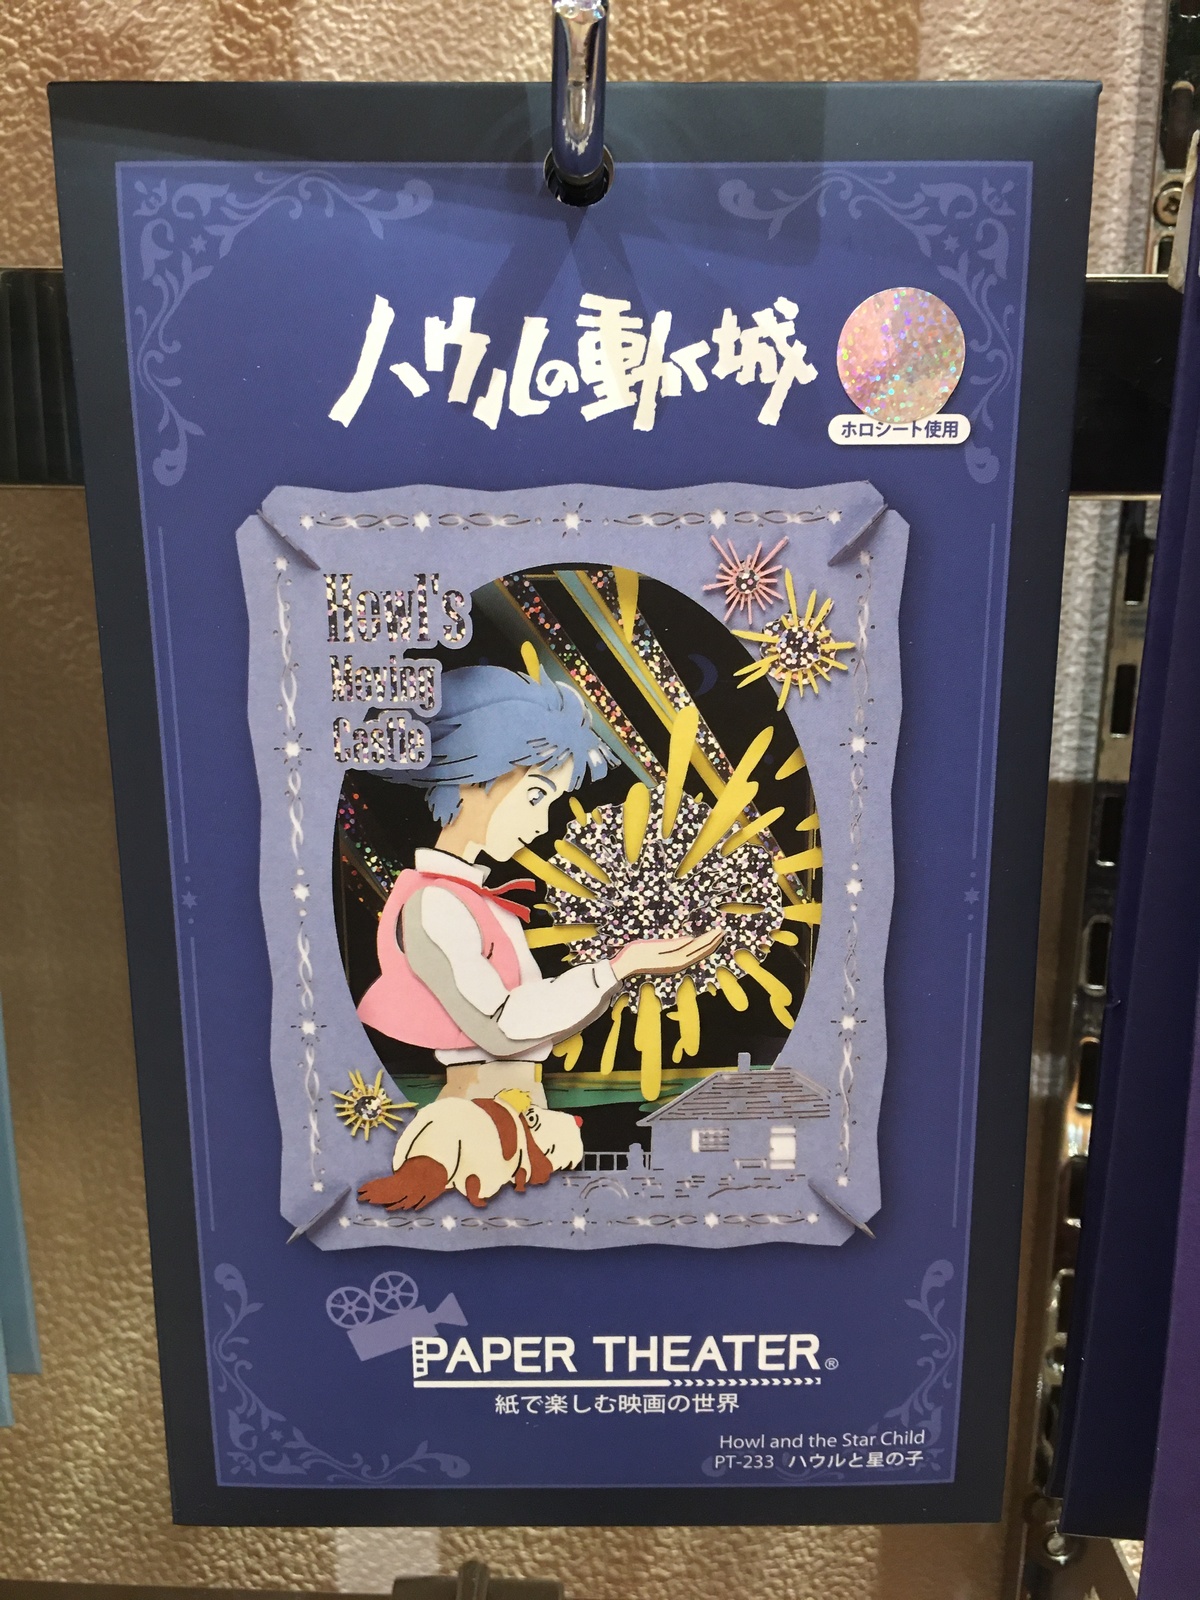 ハウルの動く城
ホロシート使用
Howl's
Moving
Castle
PAPER THEATER®
紙で楽しむ映画の世界
Howl and the Star Child
PT-233 ハウルと星の子